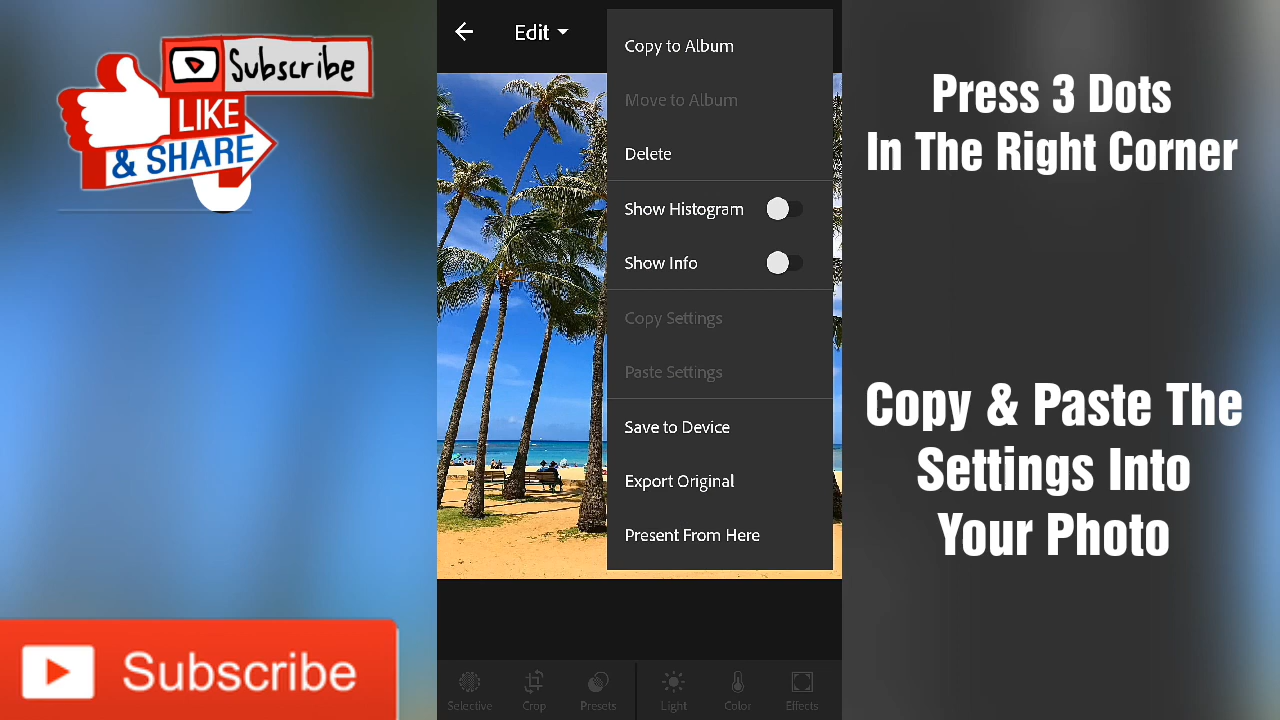 Subscribe
LIKE
& SHARE
Edit
Copy to Album
Move to Album
Delete
Show Histogram
Show Info
Copy Settings
Paste Settings
Save to Device
Export Original
Present From Here
Selective
Crop
Presets
Light
Color
Effects
Press 3 Dots
In The Right Corner
Copy & Paste The
Settings Into
Your Photo
Subscribe